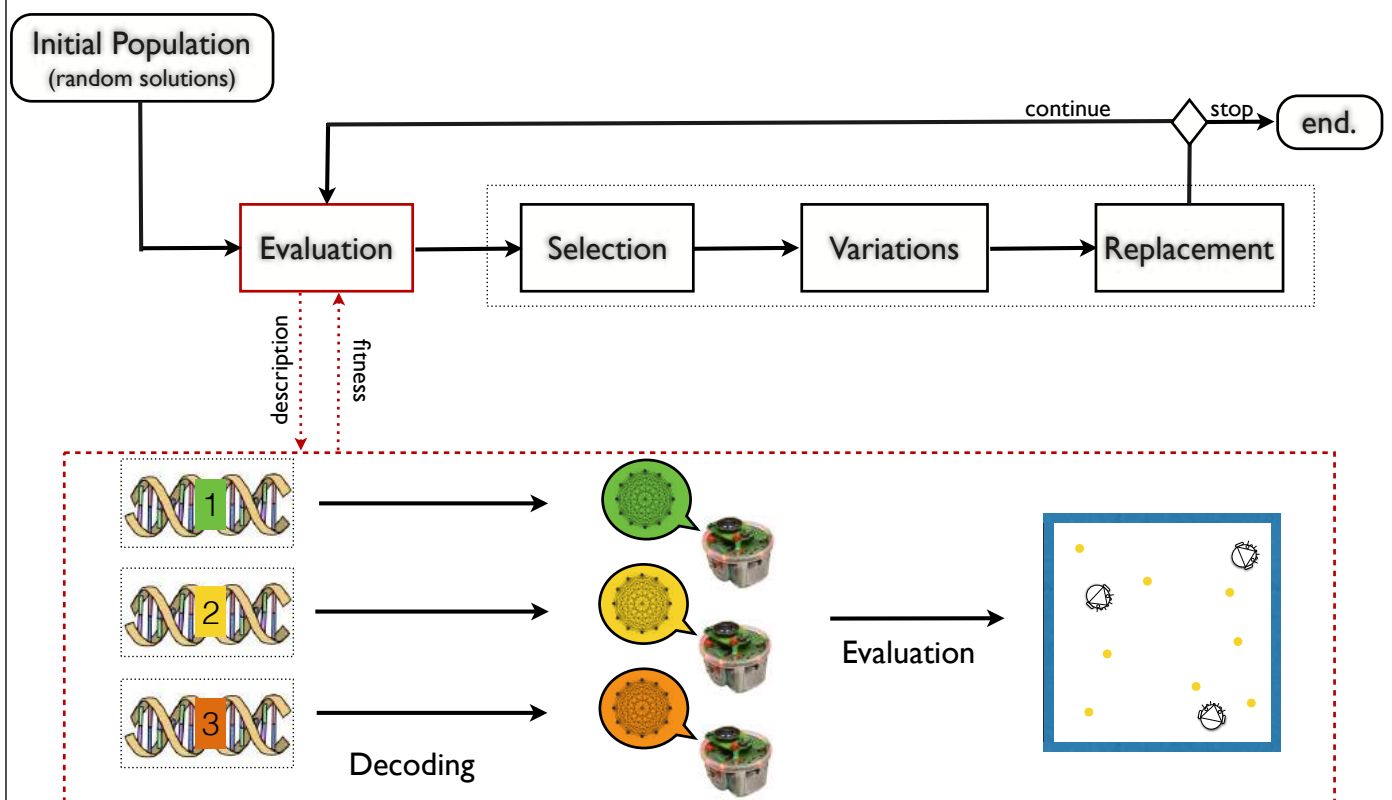 Initial Population
(random solutions)
continue
stop
end.
Evaluation
Selection
Variations
Replacement
description
fitness
1
2
3
Evaluation
Decoding